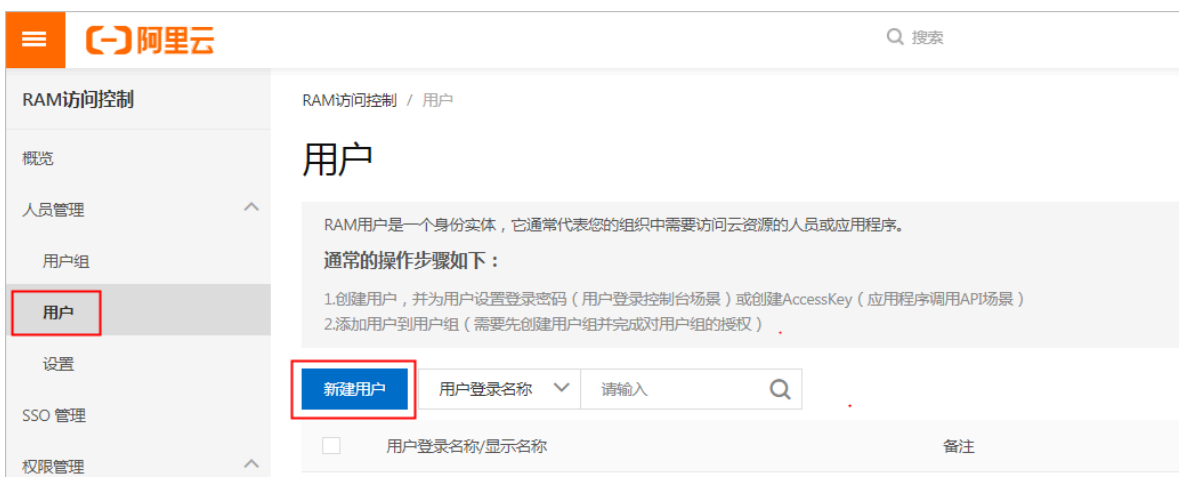 阿里云
搜索
RAM访问控制
RAM访问控制 / 用户
概览
用户
人员管理
RAM用户是一个身份实体，它通常代表您的组织中需要访问云资源的人员或应用程序。
通常的操作步骤如下：
用户组
1.创建用户，并为用户设置登录密码（用户登录控制台场景）或创建AccessKey（应用程序调用API场景）
用户
2.添加用户到用户组（需要先创建用户组并完成对用户组的授权）
设置
新建用户 用户登录名称 请输入
SSO 管理
用户登录名称/显示名称 备注
权限管理